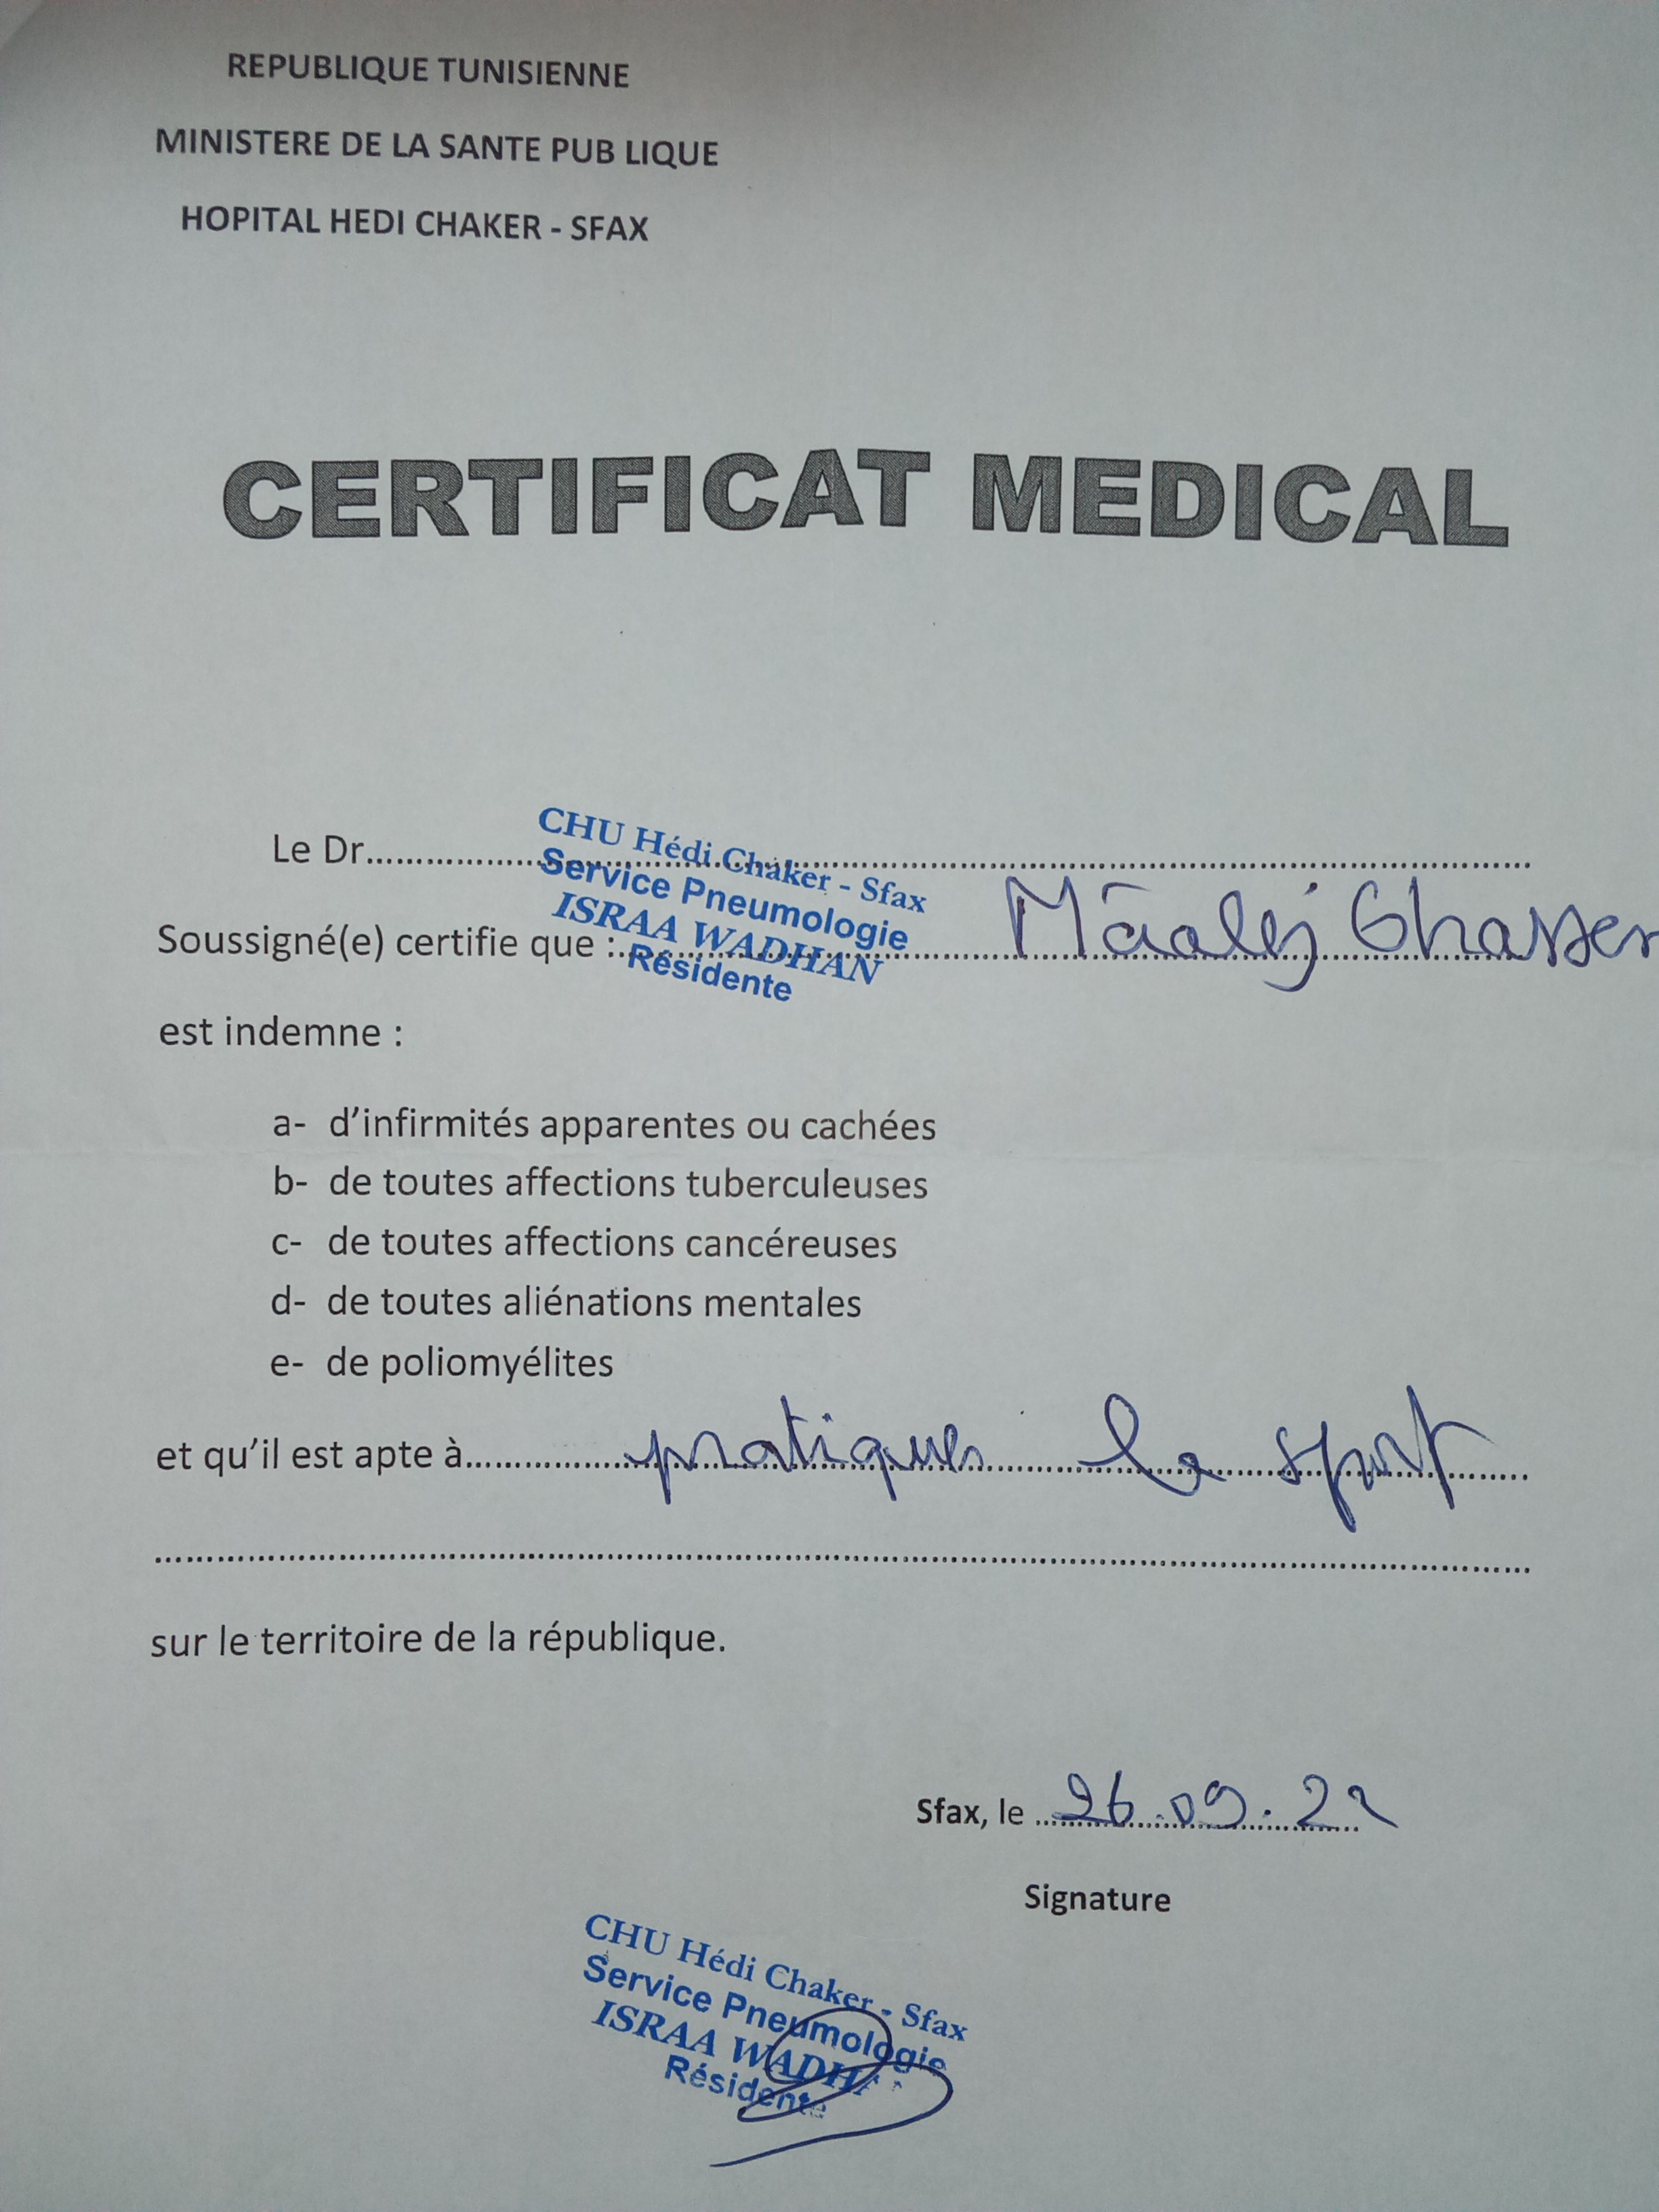 REPUBLIQUE TUNISIENNE
MINISTERE DE LA SANTE PUB LIQUE
HOPITAL HEDI CHAKER - SFAX
CERTIFICAT MEDICAL
Le Dr....................
CHU Hédi Chaker - Sfax
Service Pneumologie
ISRAA WADHAN
Résidente
Soussigné(e) certifie que :.......... Mâalej Ghassen
est indemne :
a- d'infirmités apparentes ou cachées
b- de toutes affections tuberculeuses
c- de toutes affections cancéreuses
d- de toutes aliénations mentales
e- de poliomyélites
et qu'il est apte à.......... pratiquer le sport
sur le territoire de la république.
Sfax, le 26.09.22
Signature
CHU Hédi Chaker - Sfax
Service Pneumologie
ISRAA WADHA
Résidente